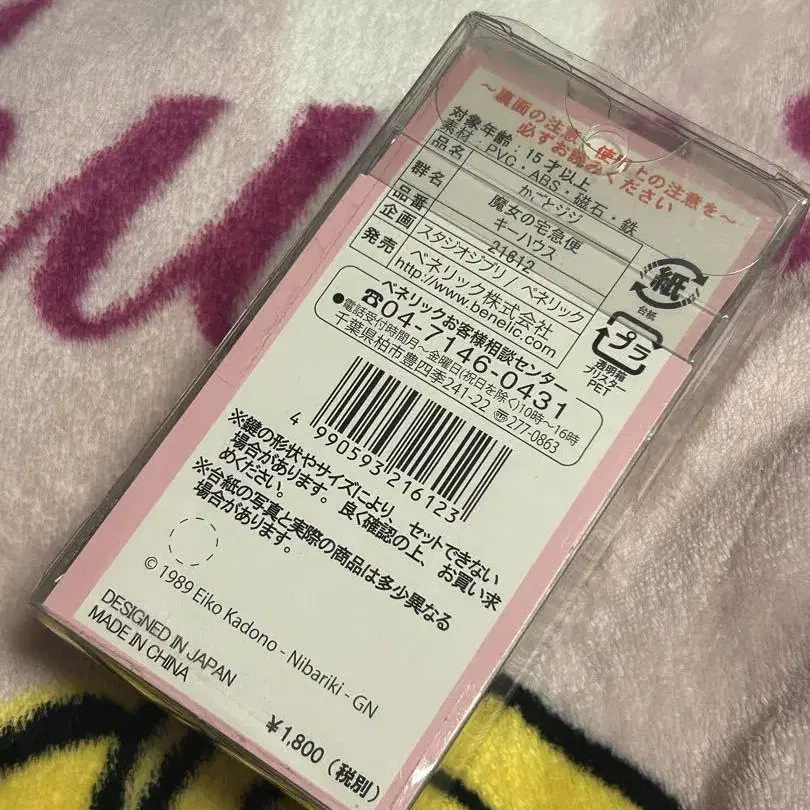 ～裏面の注意・使用上の注意を～
必ずお読みください
対象年齢：15才以上
素材：PVC・ABS・磁石・鉄
品名 かごとジジ
群名 魔女の宅急便
キーハウス
品番 21612
企画 スタジオジブリ/ベネリック
発売 ベネリック株式会社
http://www.benelic.com
ベネリックお客様相談センター
☎04-7146-0431
●電話受付時間月～金曜日(祝日を除く)10時～16時
千葉県柏市豊四季241-22 〠277-0863
紙
台紙
プラ
透明箱
ブリスター
PET
4 990593 216123
※鍵の形状やサイズにより、セットできない
場合があります。 良く確認の上、お買い求
めください。
※台紙の写真と実際の商品は多少異なる
場合があります。
© 1989 Eiko Kadono - Nibariki - GN
DESIGNED IN JAPAN
MADE IN CHINA
¥1,800（税別）